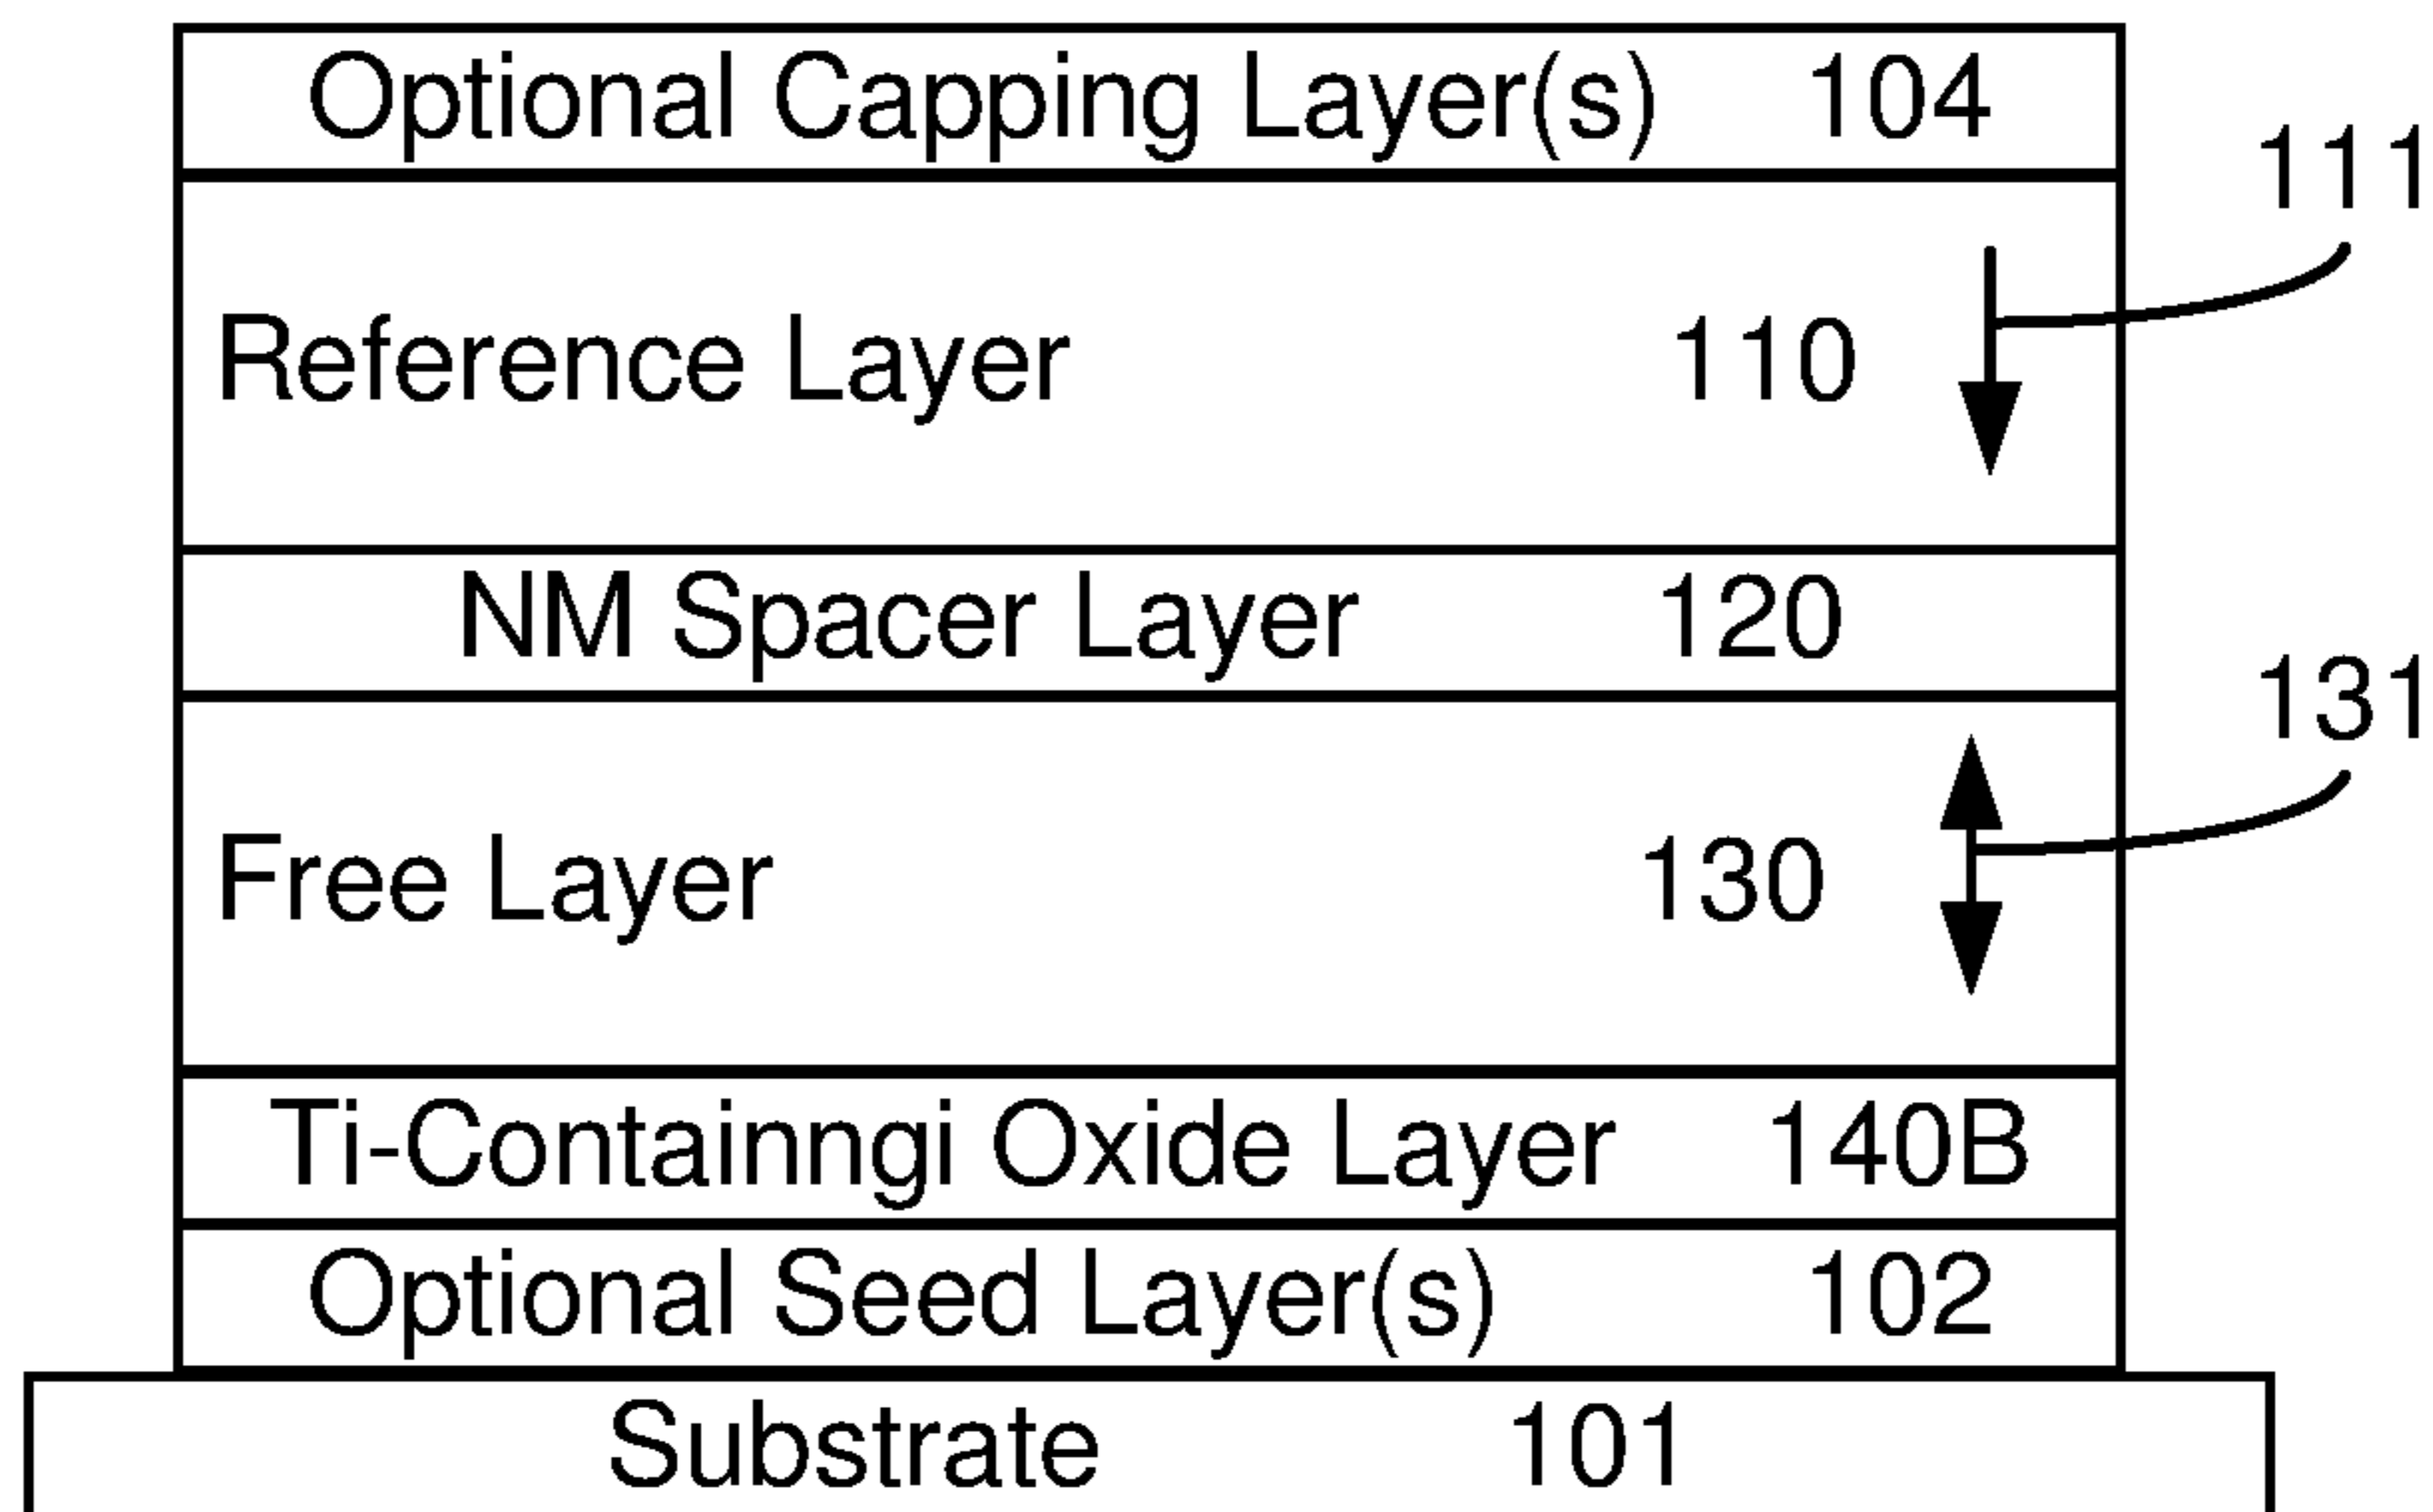 Optional Capping Layer(s) 104
111
Reference Layer 110
NM Spacer Layer 120
131
Free Layer 130
Ti-Containngi Oxide Layer 140B
Optional Seed Layer(s) 102
Substrate 101